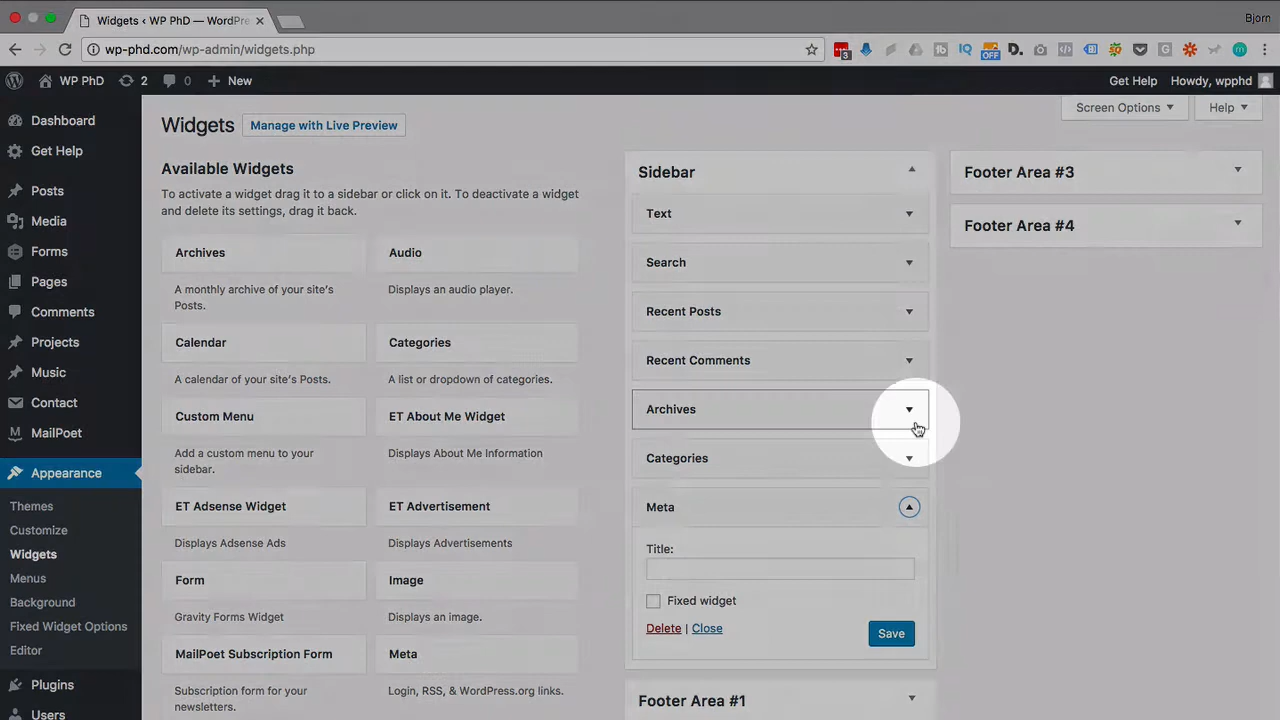 Widgets ‹ WP PhD — WordPre
Bjorn
wp-phd.com/wp-admin/widgets.php
3
OFF
WP PhD
2
0
New
Get Help
Howdy, wpphd
Dashboard
Get Help
Posts
Media
Forms
Pages
Comments
Projects
Music
Contact
MailPoet
Appearance
Themes
Customize
Widgets
Menus
Background
Fixed Widget Options
Editor
Plugins
Users
Screen Options
Help
Widgets
Manage with Live Preview
Available Widgets
To activate a widget drag it to a sidebar or click on it. To deactivate a widget
and delete its settings, drag it back.
Archives
A monthly archive of your site's
Posts.
Audio
Displays an audio player.
Calendar
A calendar of your site's Posts.
Categories
A list or dropdown of categories.
Custom Menu
Add a custom menu to your
sidebar.
ET About Me Widget
Displays About Me Information
ET Adsense Widget
Displays Adsense Ads
ET Advertisement
Displays Advertisements
Form
Gravity Forms Widget
Image
Displays an image.
MailPoet Subscription Form
Subscription form for your
newsletters.
Meta
Login, RSS, & WordPress.org links.
Sidebar
Text
Search
Recent Posts
Recent Comments
Archives
Categories
Meta
Title:
Fixed widget
Delete | Close
Save
Footer Area #1
Footer Area #3
Footer Area #4